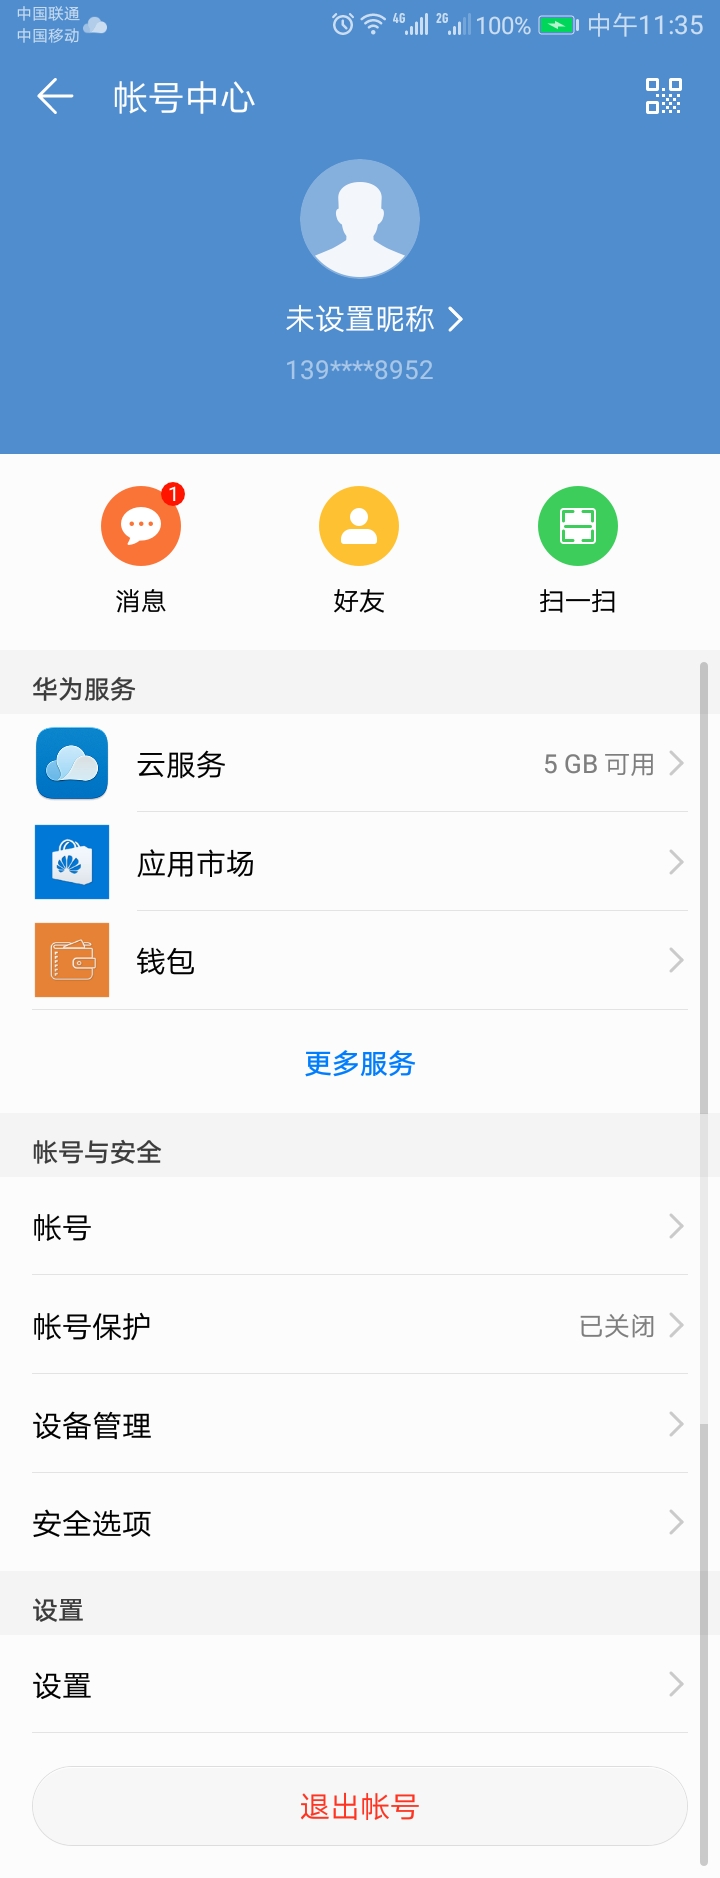 中国联通
中国移动
4G 2G 100% 中午11:35
帐号中心
未设置昵称
139****8952
1
消息 好友 扫一扫
华为服务
云服务 5 GB 可用
应用市场
钱包
更多服务
帐号与安全
帐号
帐号保护 已关闭
设备管理
安全选项
设置
设置
退出帐号